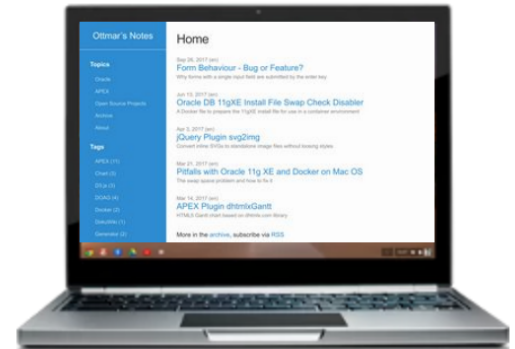 Ottmar's Notes
Topics
Oracle
APEX
Open Source Projects
Archive
About
Tags
APEX (11)
Chart (3)
DOAG (4)
Docker (2)
Generator (2)
Home
Sep 26, 2017 (en)
Form Behaviour - Bug or Feature?
Why forms with a single input field are submitted by the enter key
Jun 15, 2017 (en)
Oracle DB 11gXE Install File Swap Check Disabler
A Docker file to prepare the 11gXE install file for use in a container environment
Apr 3, 2017 (en)
jQuery Plugin svg2img
Convert inline SVGs to standalone image files without loosing styles
Mar 21, 2017 (en)
Pitfalls with Oracle 11g XE and Docker on Mac OS
The swap space problem and how to fix it
Mar 14, 2017 (en)
APEX Plugin dhtmlxGantt
HTML5 Gantt chart based on dhtmlx.com library
More in the archive, subscribe via RSS